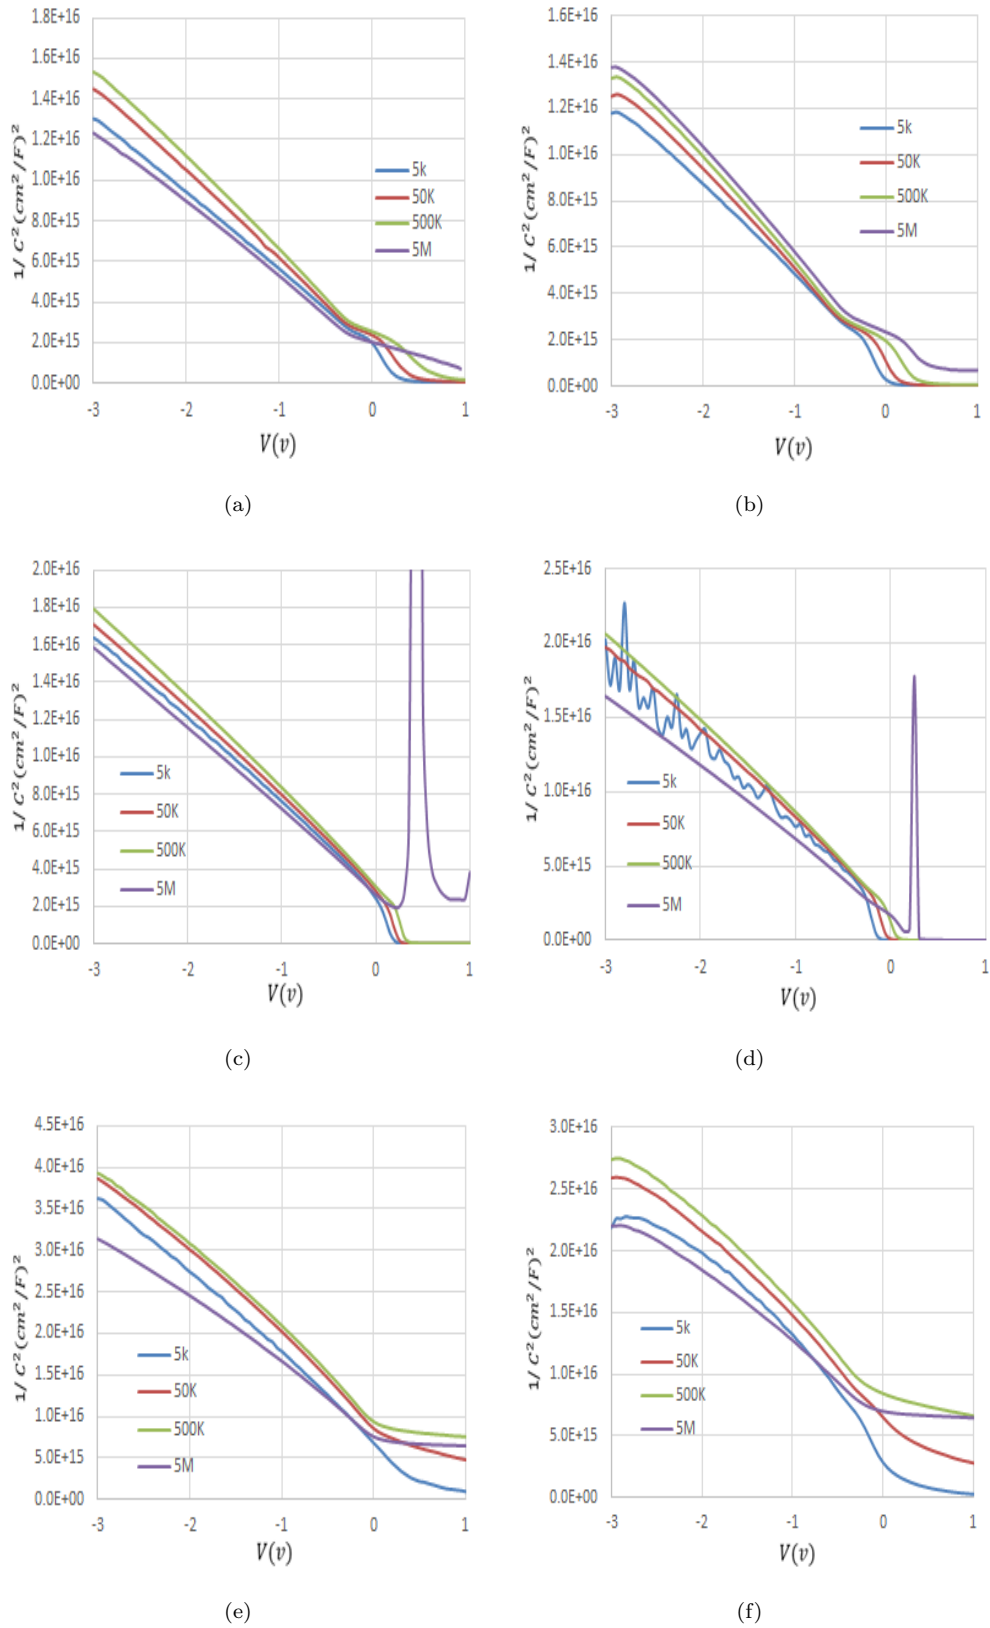 1.8E+16
1.6E+16
1.4E+16
1.2E+16
1.0E+16
8.0E+15
6.0E+15
4.0E+15
2.0E+15
0.0E+00
1/ C² (cm²/F)²
5k
50K
500K
5M
-3 -2 -1 0 1
V(v)
(a)
1.6E+16
1.4E+16
1.2E+16
1.0E+16
8.0E+15
6.0E+15
4.0E+15
2.0E+15
0.0E+00
1/ C² (cm²/F)²
5k
50K
500K
5M
-3 -2 -1 0 1
V(v)
(b)
2.0E+16
1.8E+16
1.6E+16
1.4E+16
1.2E+16
1.0E+16
8.0E+15
6.0E+15
4.0E+15
2.0E+15
0.0E+00
1/ C² (cm²/F)²
5k
50K
500K
5M
-3 -2 -1 0 1
V(v)
(c)
2.5E+16
2.0E+16
1.5E+16
1.0E+16
5.0E+15
0.0E+00
1/ C² (cm²/F)²
5k
50K
500K
5M
-3 -2 -1 0 1
V(v)
(d)
4.5E+16
4.0E+16
3.5E+16
3.0E+16
2.5E+16
2.0E+16
1.5E+16
1.0E+16
5.0E+15
0.0E+00
1/ C² (cm²/F)²
5k
50K
500K
5M
-3 -2 -1 0 1
V(v)
(e)
3.0E+16
2.5E+16
2.0E+16
1.5E+16
1.0E+16
5.0E+15
0.0E+00
1/ C² (cm²/F)²
5k
50K
500K
5M
-3 -2 -1 0 1
V(v)
(f)